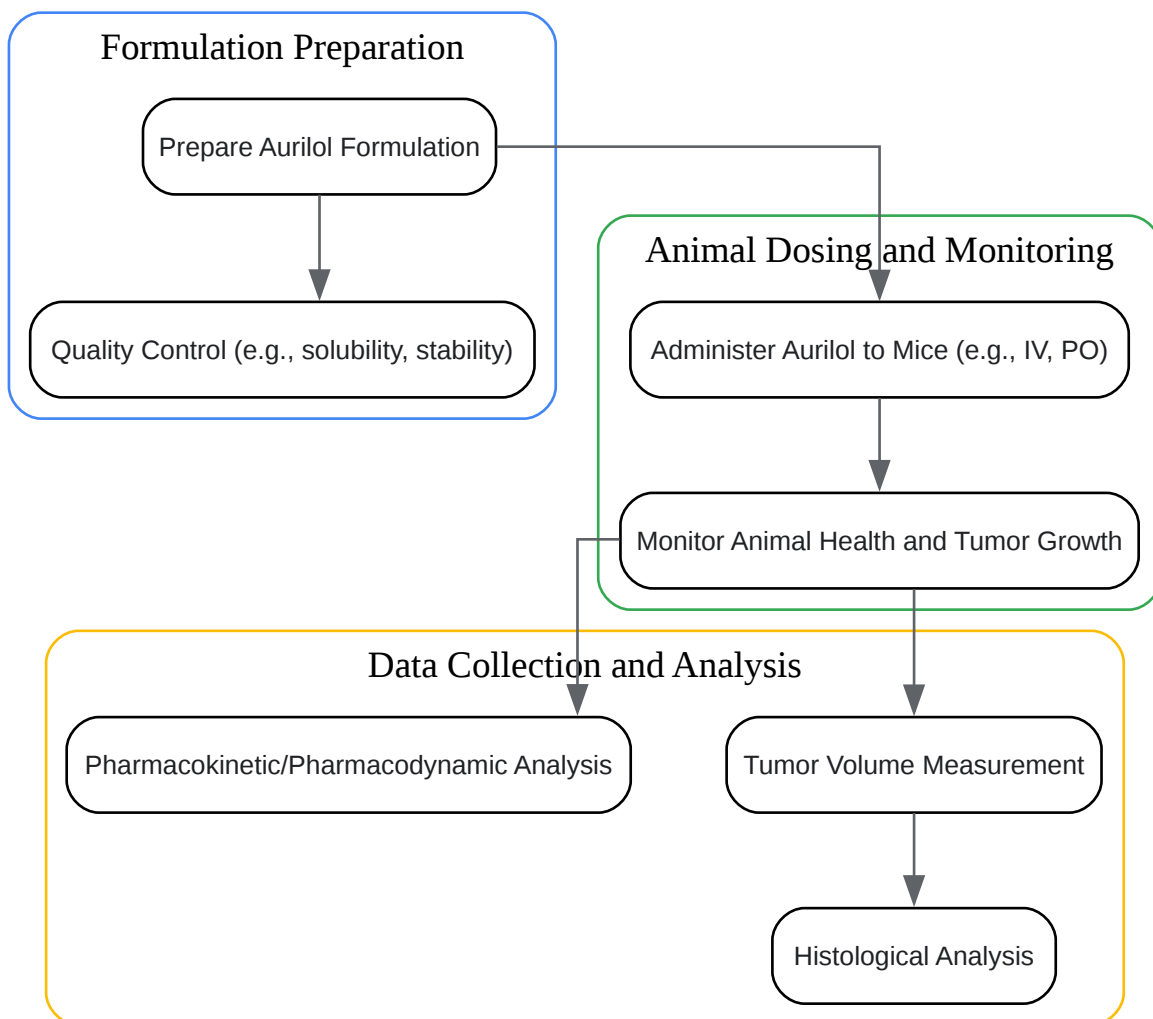 Formulation Preparation
Prepare Aurilol Formulation
Quality Control (e.g., solubility, stability)
Animal Dosing and Monitoring
Administer Aurilol to Mice (e.g., IV, PO)
Monitor Animal Health and Tumor Growth
Data Collection and Analysis
Pharmacokinetic/Pharmacodynamic Analysis
Tumor Volume Measurement
Histological Analysis